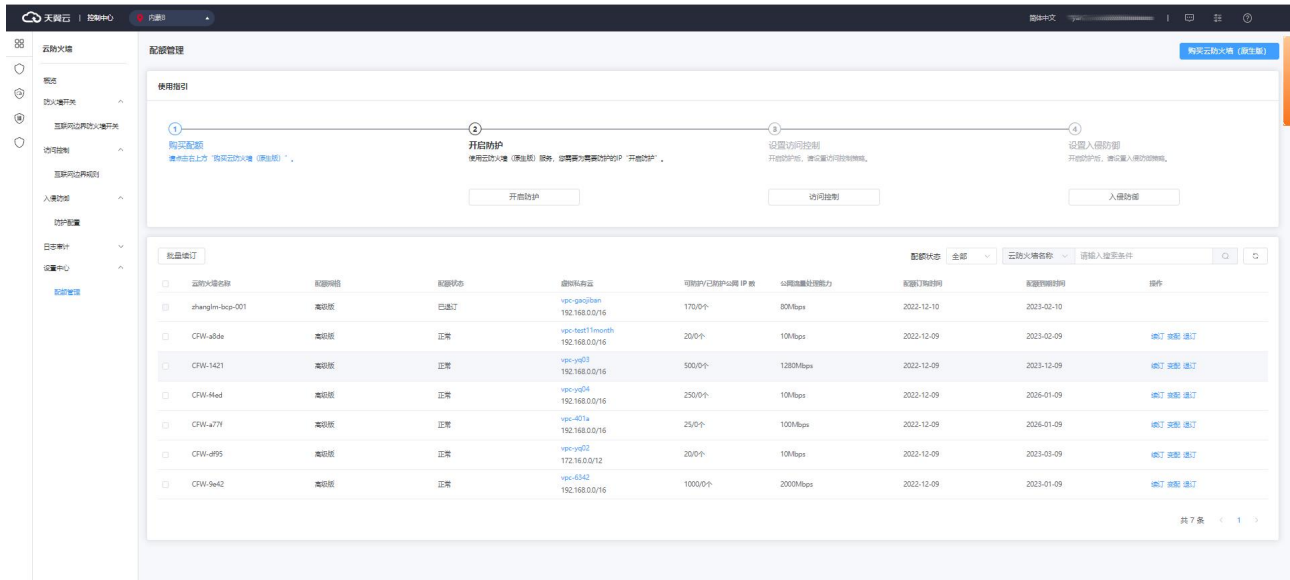 天翼云 | 控制中心 内蒙8 简体中文
云防火墙
概览
防火墙开关
互联网边界防火墙开关
访问控制
互联网边界规则
入侵防御
防护配置
日志审计
设置中心
配额管理
配额管理 购买云防火墙（原生版）
使用指引
1 2 3 4
购买配额 开启防护 设置访问控制 设置入侵防御
请点击右上方“购买云防火墙（原生版）”。 使用云防火墙（原生版）服务，您需要为需要防护的IP“开启防护”。 开启防护后，请设置访问控制策略。 开启防护后，请设置入侵防御策略。
开启防护 访问控制 入侵防御
批量续订 配额状态 全部 云防火墙名称 请输入搜索条件
云防火墙名称 配额规格 配额状态 虚拟私有云 可防护/已防护公网 IP 数 公网流量处理能力 配额订购时间 配额到期时间 操作
zhanglm-bcp-001 高级版 已退订 vpc-gaojiban 170/0个 80Mbps 2022-12-10 2023-02-10
192.168.0.0/16
CFW-a8de 高级版 正常 vpc-test11month 20/0个 10Mbps 2022-12-09 2023-02-09 续订 变配 退订
192.168.0.0/16
CFW-1421 高级版 正常 vpc-yq03 500/0个 1280Mbps 2022-12-09 2023-12-09 续订 变配 退订
192.168.0.0/16
CFW-f4ed 高级版 正常 vpc-yq04 250/0个 10Mbps 2022-12-09 2026-01-09 续订 变配 退订
192.168.0.0/16
CFW-a77f 高级版 正常 vpc-401a 25/0个 100Mbps 2022-12-09 2026-01-09 续订 变配 退订
192.168.0.0/16
CFW-df95 高级版 正常 vpc-yq02 20/0个 10Mbps 2022-12-09 2023-03-09 续订 变配 退订
172.16.0.0/12
CFW-9e42 高级版 正常 vpc-6342 1000/0个 2000Mbps 2022-12-09 2023-01-09 续订 变配 退订
192.168.0.0/16
共 7 条 1